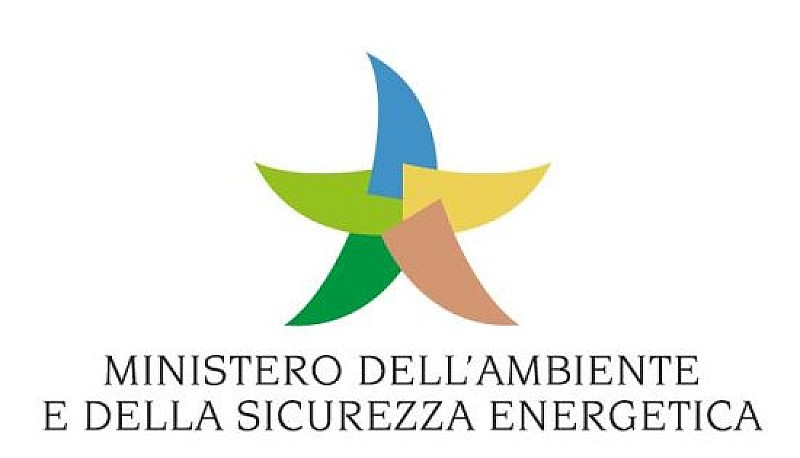 MINISTERO DELL'AMBIENTE
E DELLA SICUREZZA ENERGETICA